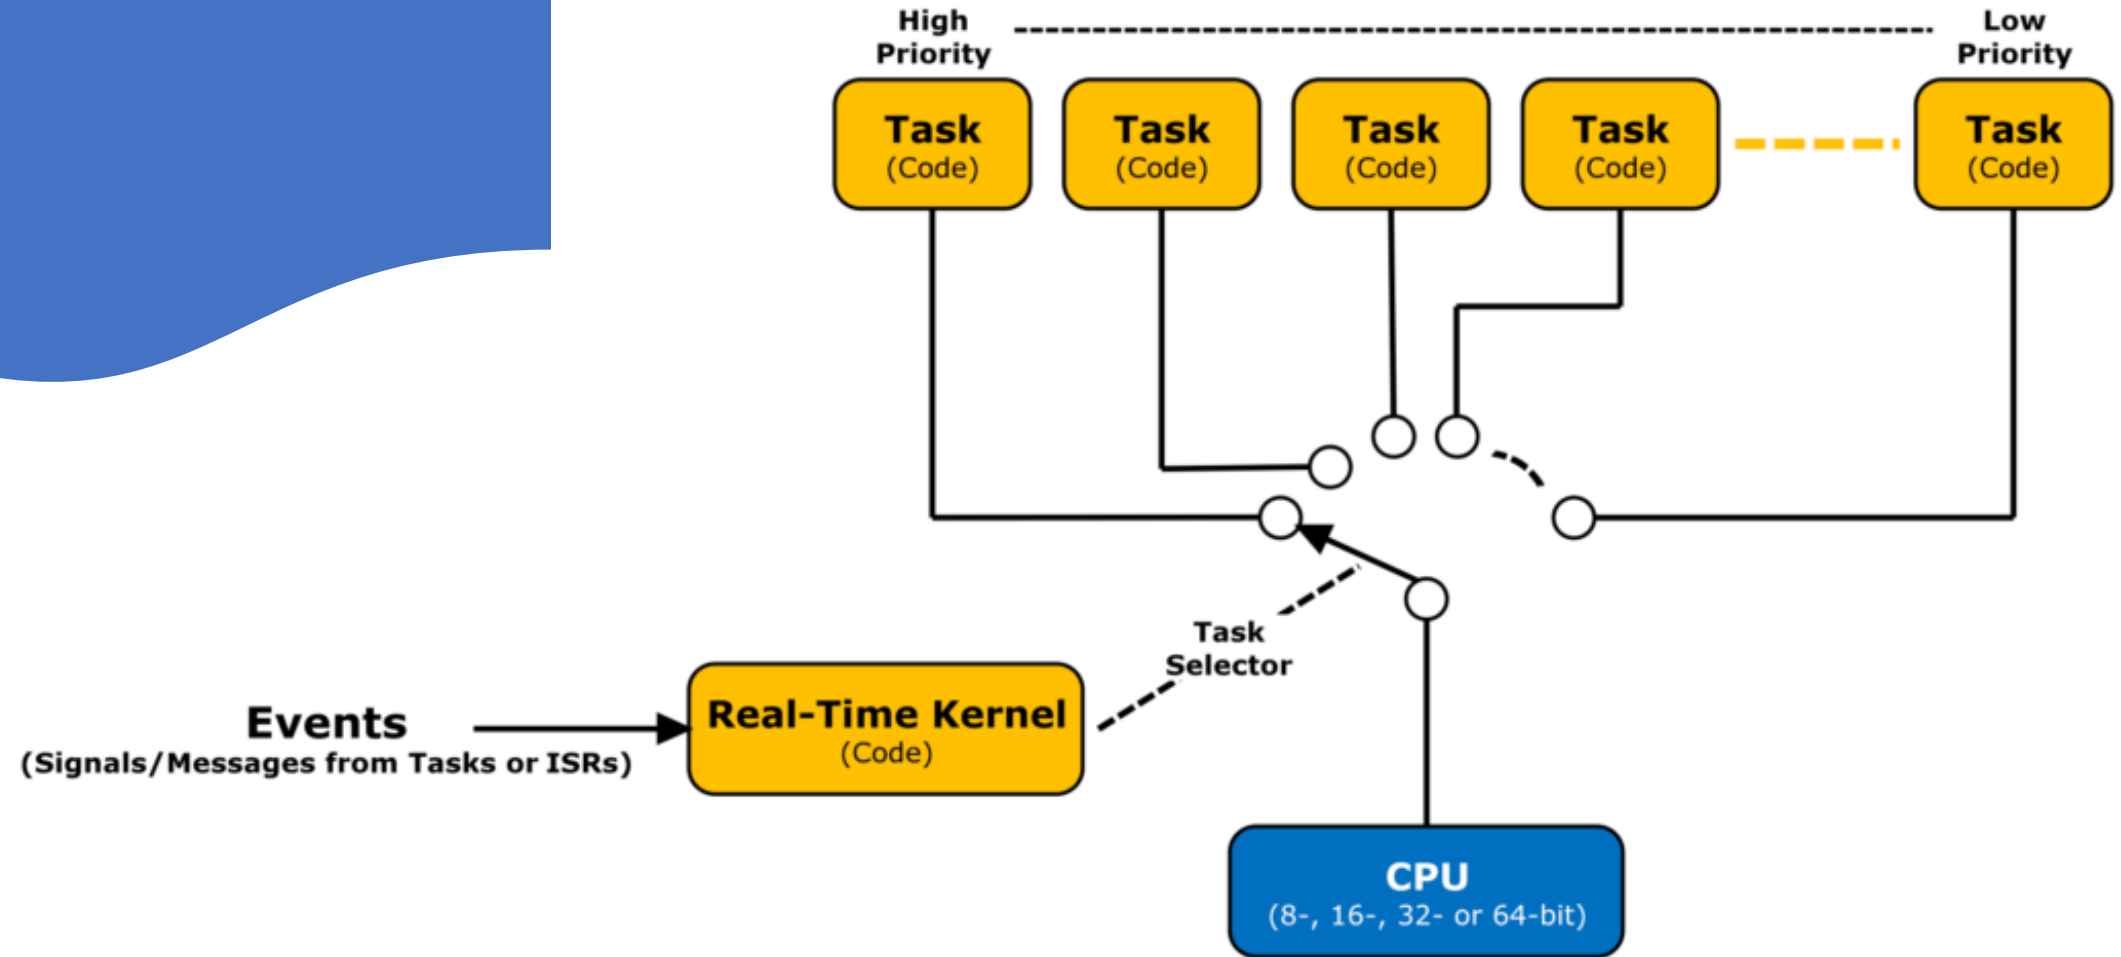 High
Priority
Low
Priority
Task
(Code)
Task
(Code)
Task
(Code)
Task
(Code)
Task
(Code)
Task
Selector
Events
(Signals/Messages from Tasks or ISRs)
Real-Time Kernel
(Code)
CPU
(8-, 16-, 32- or 64-bit)